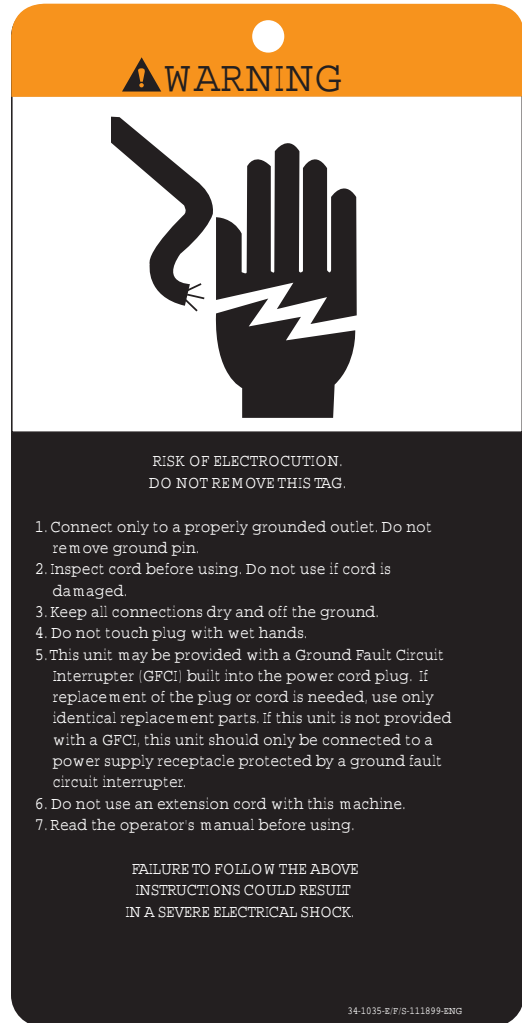 WARNING
RISK OF ELECTROCUTION.
DO NOT REMOVE THIS TAG.
1. Connect only to a properly grounded outlet. Do not
remove ground pin.
2. Inspect cord before using. Do not use if cord is
damaged.
3. Keep all connections dry and off the ground.
4. Do not touch plug with wet hands.
5. This unit may be provided with a Ground Fault Circuit
Interrupter (GFCI) built into the power cord plug. If
replacement of the plug or cord is needed, use only
identical replacement parts. If this unit is not provided
with a GFCI, this unit should only be connected to a
power supply receptacle protected by a ground fault
circuit interrupter.
6. Do not use an extension cord with this machine.
7. Read the operator's manual before using.
FAILURE TO FOLLOW THE ABOVE
INSTRUCTIONS COULD RESULT
IN A SEVERE ELECTRICAL SHOCK.
34-1035-E/F/S-111899-ENG